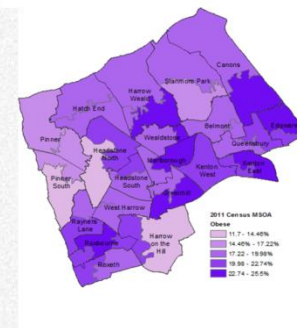 Canons
Stanmore Park
Harrow
Weald
Hatch End
Edgware
Pinner
Wealdstone
Belmont
Queensbury
Headstone
North
Marlborough
Kenton
West
Kenton
East
Pinner
South
Headstone
South
Greenhill
West Harrow
Rayners
Lane
Harrow
on the
Hill
Roxbourne
Roxeth
2011 Census MSOA
Obese
11.7 - 14.46%
14.46% - 17.22%
17.22 - 19.98%
19.98 - 22.74%
22.74 - 25.5%